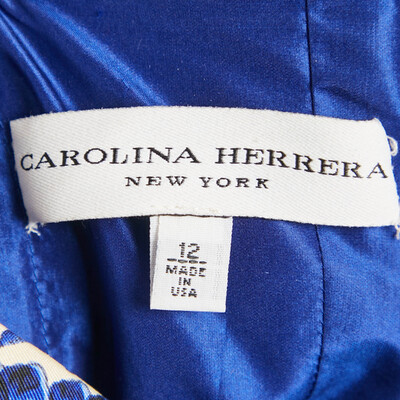 CAROLINA HERRERA
NEW YORK
12
MADE
IN
USA